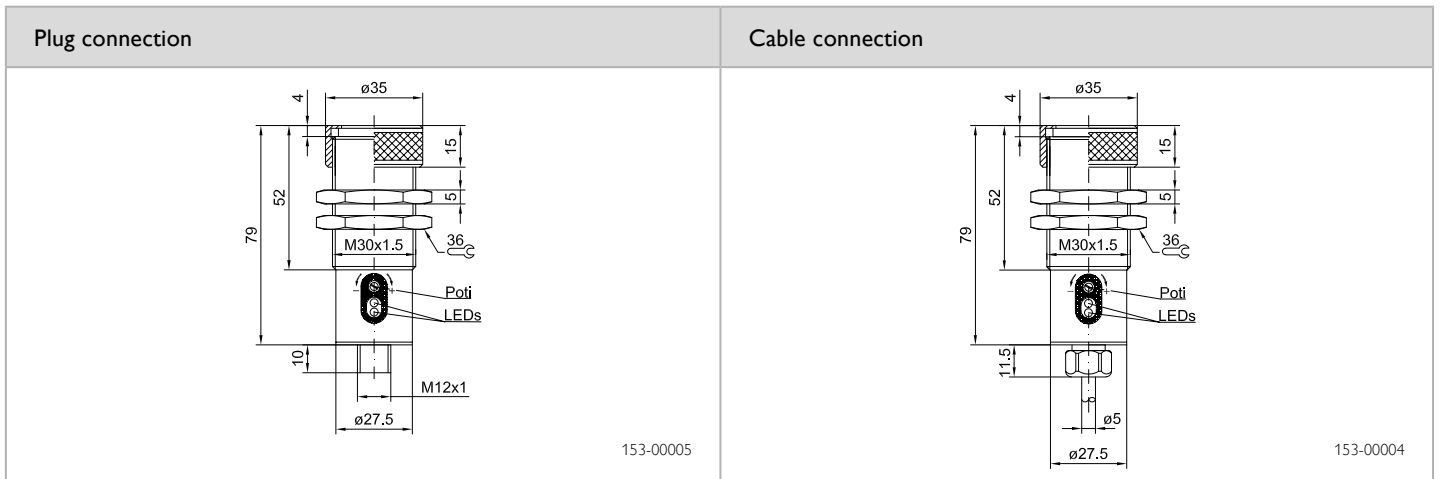 Plug connection
Cable connection
ø35
4
15
52
5
79
36
M30x1.5
- +
Poti
LEDs
10
M12x1
ø27.5
153-00005
ø35
4
15
52
5
79
36
M30x1.5
- +
Poti
LEDs
11.5
ø5
ø27.5
153-00004